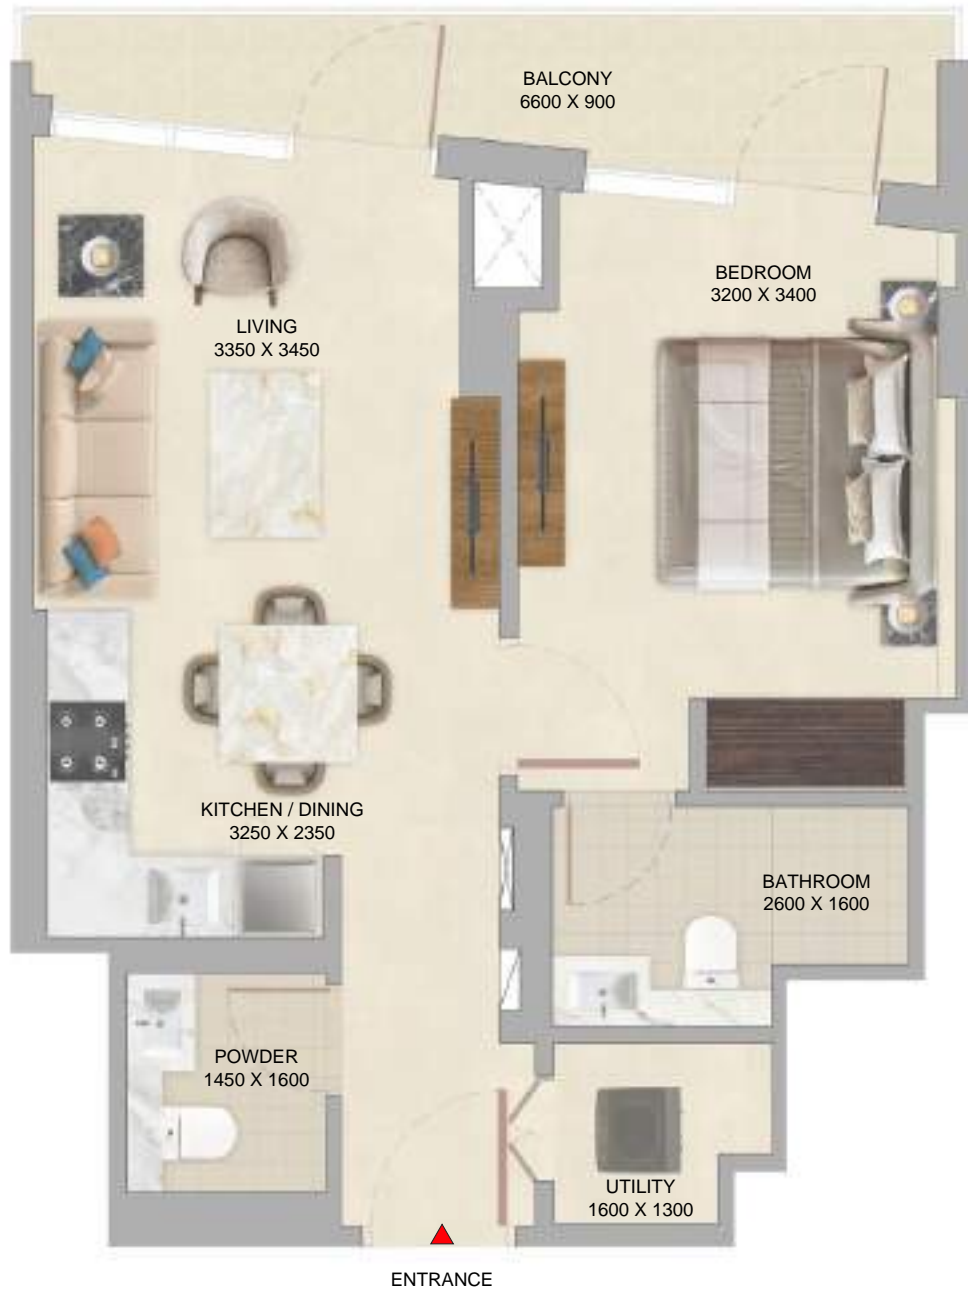 BALCONY
6600 X 900
BEDROOM
3200 X 3400
LIVING
3350 X 3450
KITCHEN / DINING
3250 X 2350
BATHROOM
2600 X 1600
POWDER
1450 X 1600
UTILITY
1600 X 1300
ENTRANCE